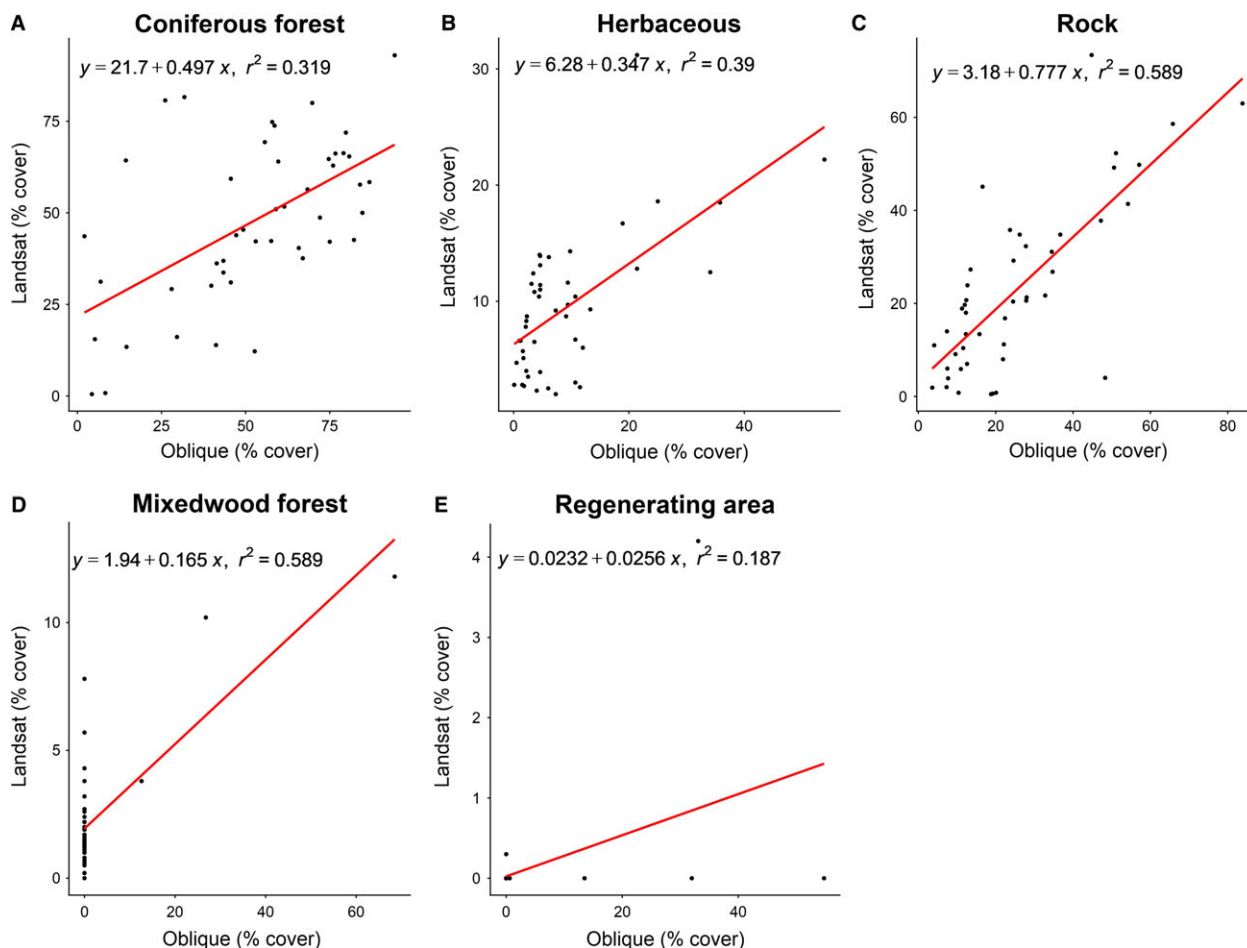 A Coniferous forest
y = 21.7 + 0.497 x, r² = 0.319
Landsat (% cover)
75
50
25
0
25 50 75
Oblique (% cover)
B Herbaceous
y = 6.28 + 0.347 x, r² = 0.39
Landsat (% cover)
30
20
10
0
0 20 40
Oblique (% cover)
C Rock
y = 3.18 + 0.777 x, r² = 0.589
Landsat (% cover)
60
40
20
0
0 20 40 60 80
Oblique (% cover)
D Mixedwood forest
y = 1.94 + 0.165 x, r² = 0.589
Landsat (% cover)
10
5
0
0 20 40 60
Oblique (% cover)
E Regenerating area
y = 0.0232 + 0.0256 x, r² = 0.187
Landsat (% cover)
4
3
2
1
0
0 20 40
Oblique (% cover)